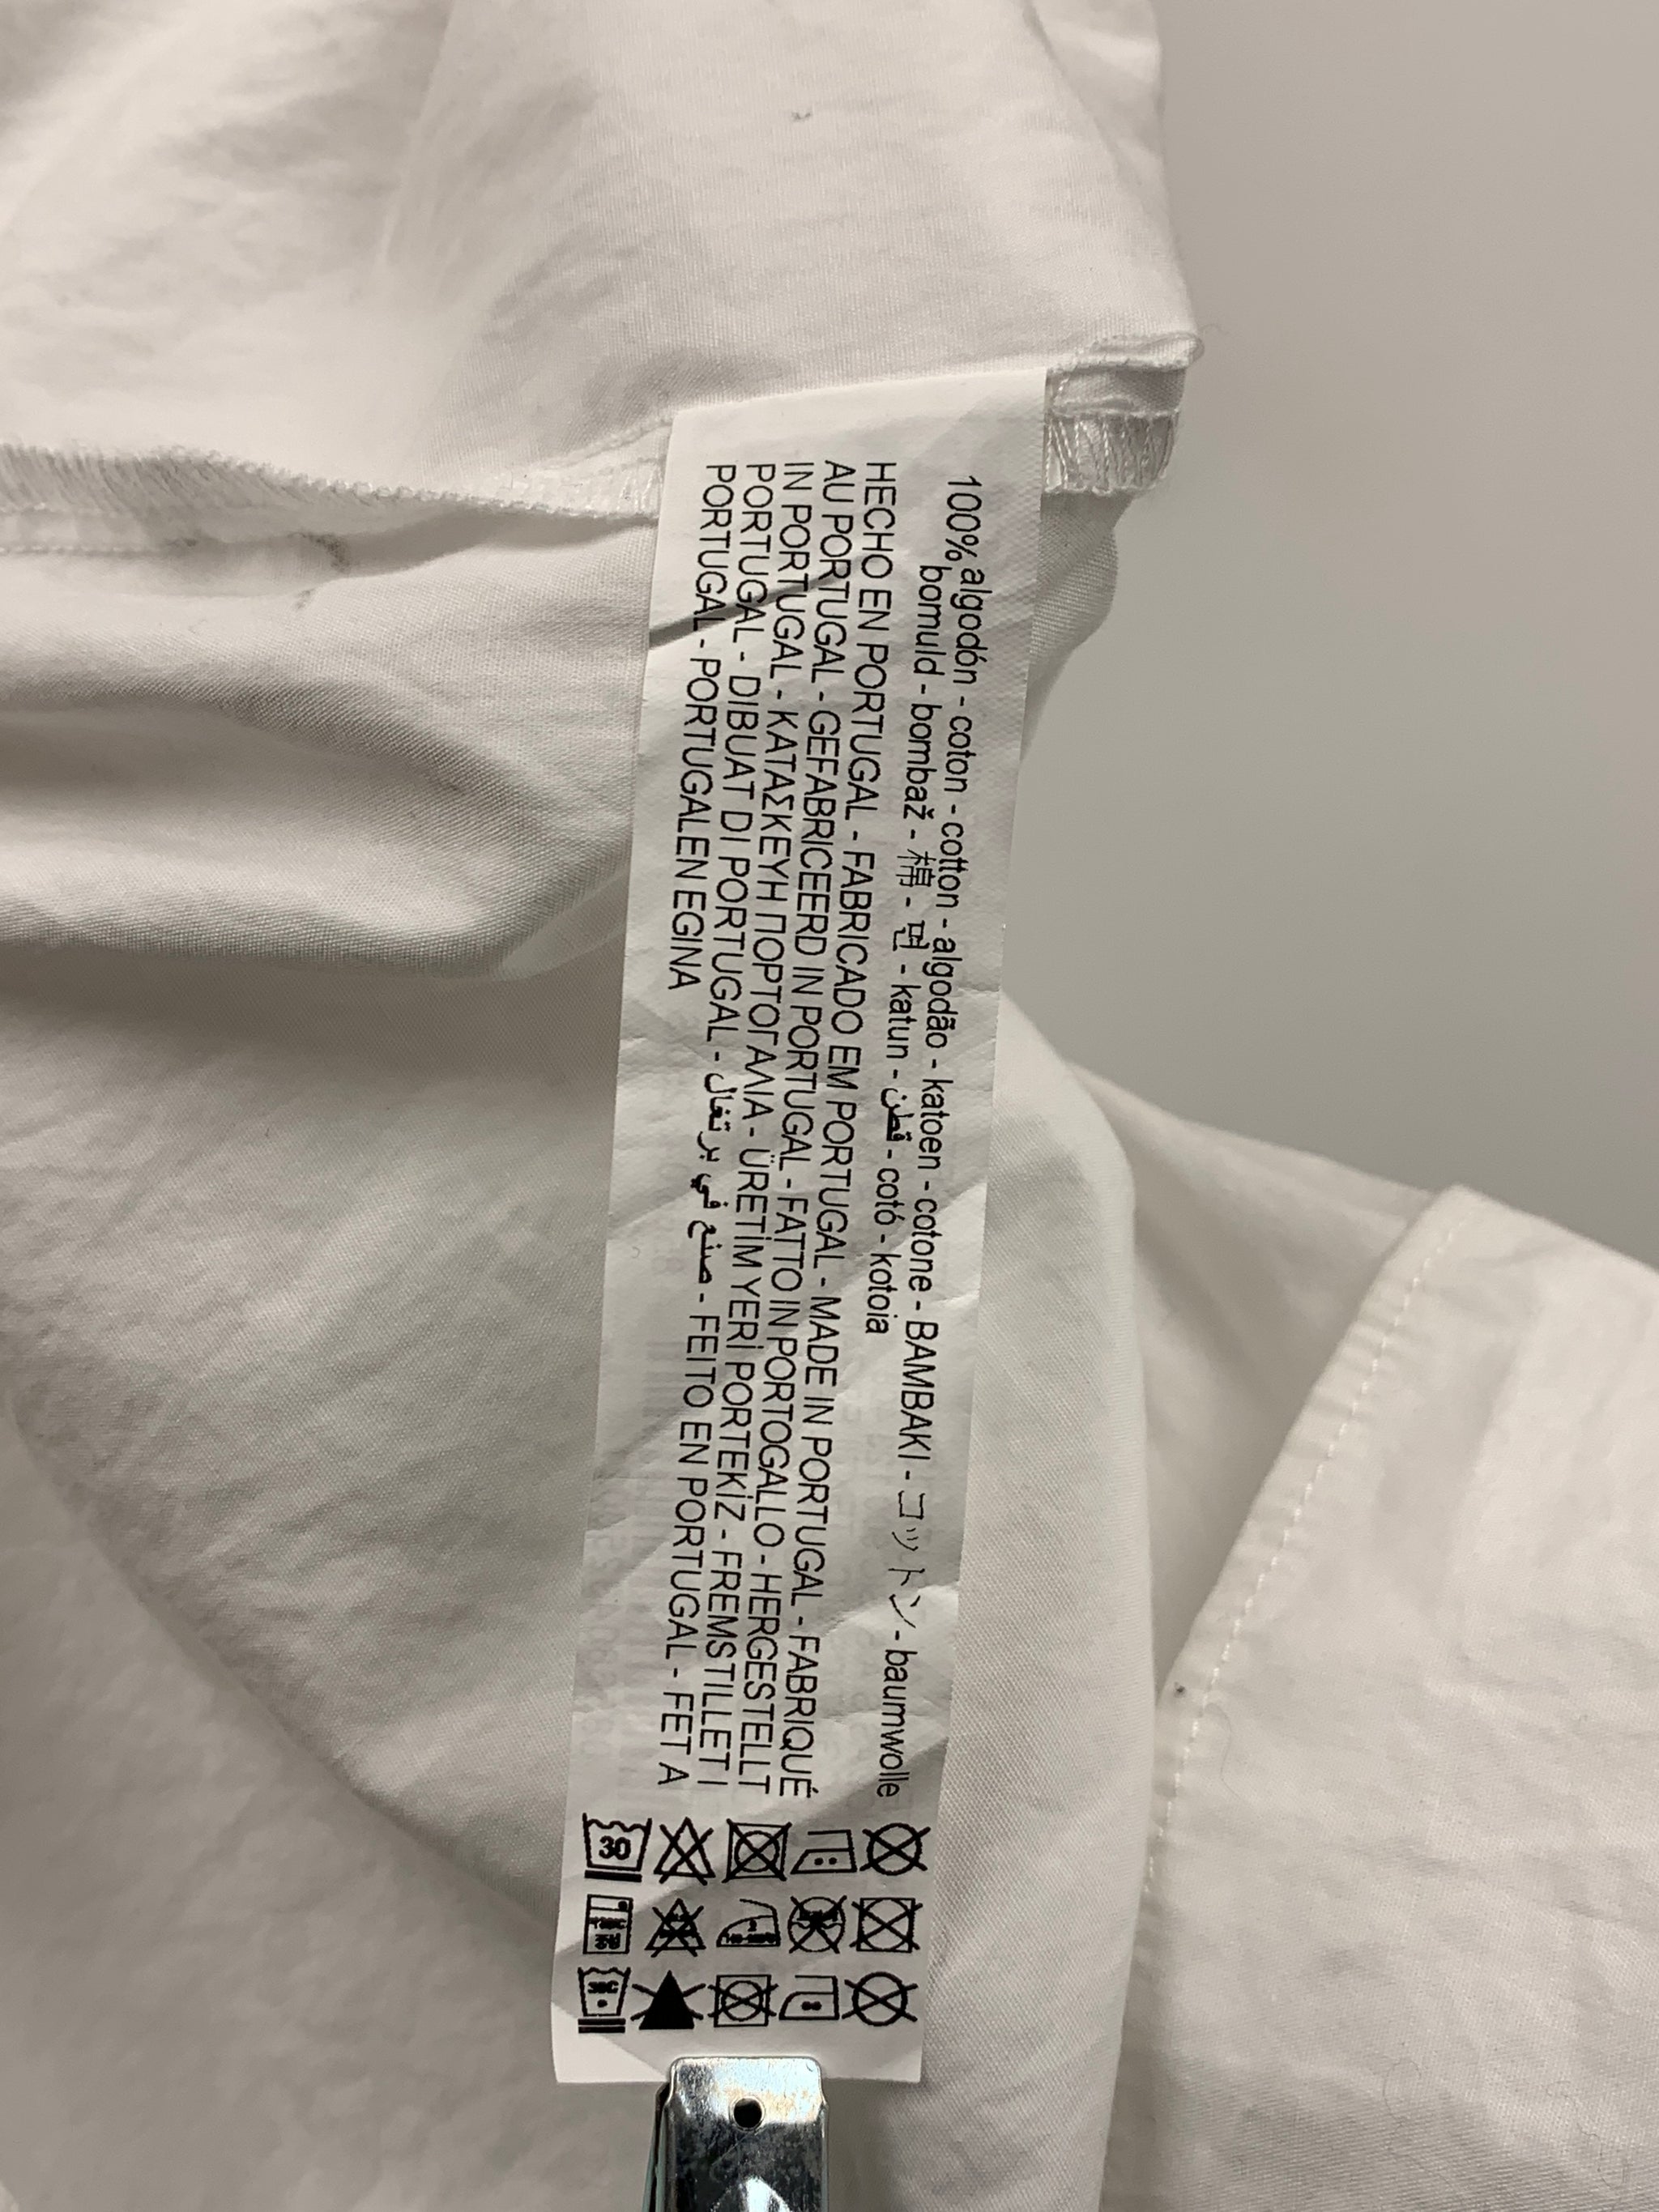 100% algodón - coton - cotton - algodão - katoen - cotone - BAMBAKI - コットン - baumwolle
bomuld - bombaž - 棉 - 면 - katun - قطن - cotó - kotoia
HECHO EN PORTUGAL - FABRICADO EM PORTUGAL - MADE IN PORTUGAL - FABRIQUÉ
AU PORTUGAL - GEFABRICEERD IN PORTUGAL - FATTO IN PORTOGALLO - HERGESTELLT
IN PORTUGAL - ΚΑΤΑΣΚΕΥΗ ΠΟΡΤΟΓΑΛΛΙΑ - ÜRETİM YERİ PORTEKİZ - FREMSTILLET I
PORTUGAL - DIBUAT DI PORTUGAL - صنع في برتغال - FEITO EN PORTUGAL - FET A
PORTUGAL - PORTUGALEN EGINA
30
30C